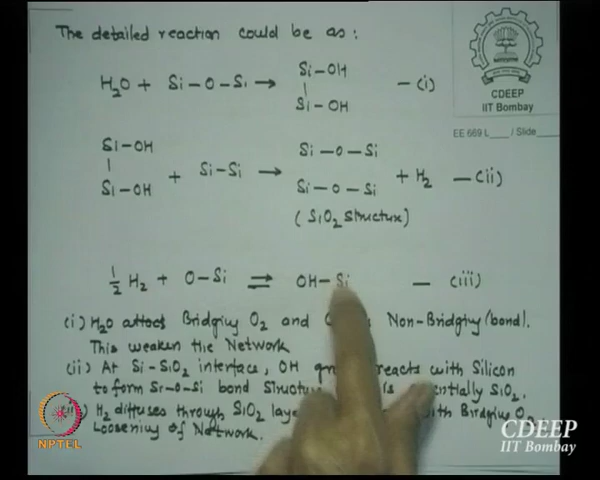 The detailed reaction could be as:
CDEEP
IIT Bombay
EE 669 L___ / Slide___
H2O + Si — O — Si → Si — OH — (i)
Si — OH
Si — OH
Si — OH + Si — Si → Si — O — Si
Si — O — Si + H2 — (ii)
(SiO2 Structure)
1/2 H2 + O — Si ⇌ OH — Si — (iii)
(i) H2O attacks Bridging O2 and Non-Bridging (bond).
This weaken the Network
(ii) At Si-SiO2 interface, OH reacts with Silicon
to form Si-O-Si bond SiO2.
H2 diffuses through SiO2 with Bridging O2
Loosening of Network.
NPTEL
CDEEP
IIT Bombay